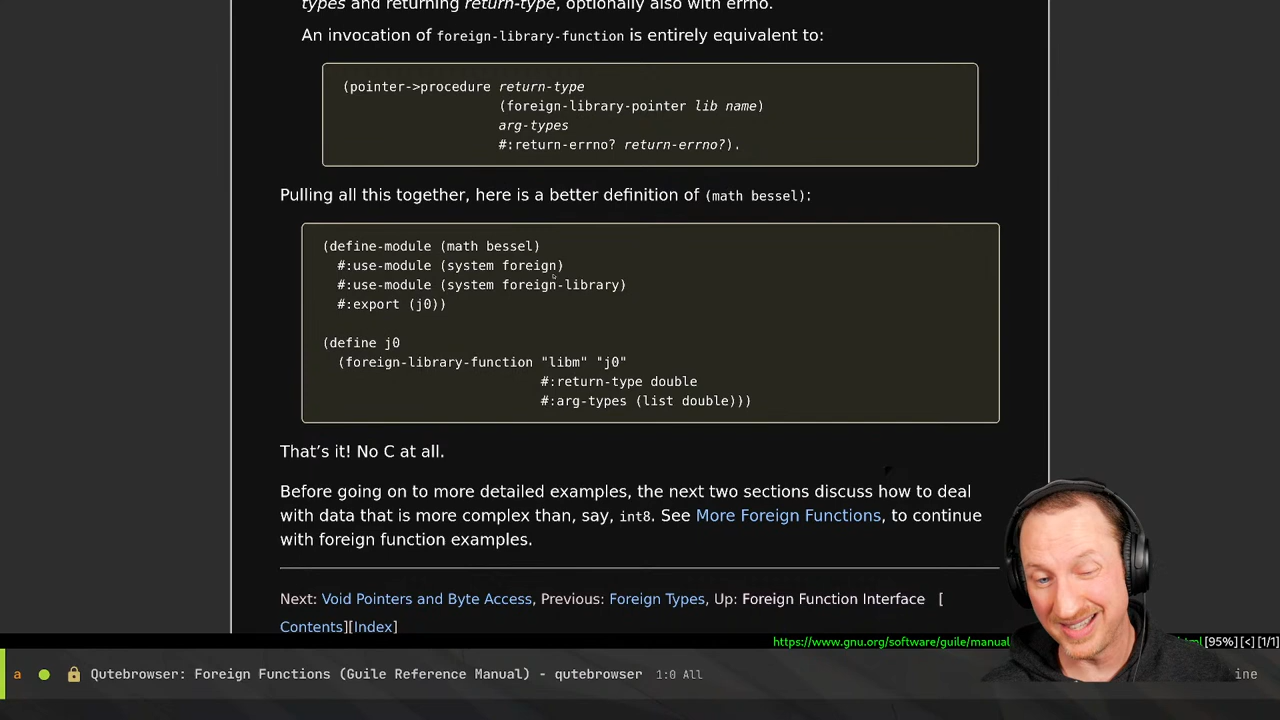 types and returning return-type, optionally also with errno.
An invocation of foreign-library-function is entirely equivalent to:
(pointer->procedure return-type
(foreign-library-pointer lib name)
arg-types
#:return-errno? return-errno?).
Pulling all this together, here is a better definition of (math bessel):
(define-module (math bessel)
#:use-module (system foreign)
#:use-module (system foreign-library)
#:export (j0))
(define j0
(foreign-library-function "libm" "j0"
#:return-type double
#:arg-types (list double)))
That’s it! No C at all.
Before going on to more detailed examples, the next two sections discuss how to deal
with data that is more complex than, say, int8. See More Foreign Functions, to continue
with foreign function examples.
Next: Void Pointers and Byte Access, Previous: Foreign Types, Up: Foreign Function Interface [
Contents][Index]
https://www.gnu.org/software/guile/manual html [95%] [<] [1/1]
a Qutebrowser: Foreign Functions (Guile Reference Manual) - qutebrowser 1:0 All ine